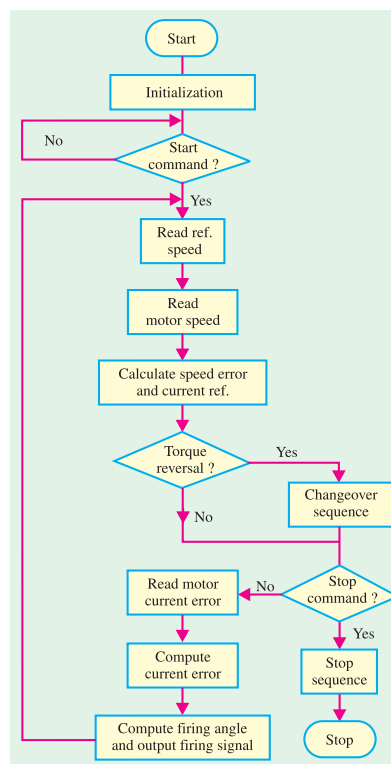 Start
Initialization
No
Start
command ?
Yes
Read ref.
speed
Read
motor speed
Calculate speed error
and current ref.
Torque
reversal ?
Yes
Changeover
sequence
No
Stop
command ?
No
Read motor
current error
Yes
Compute
current error
Stop
sequence
Compute firing angle
and output firing signal
Stop